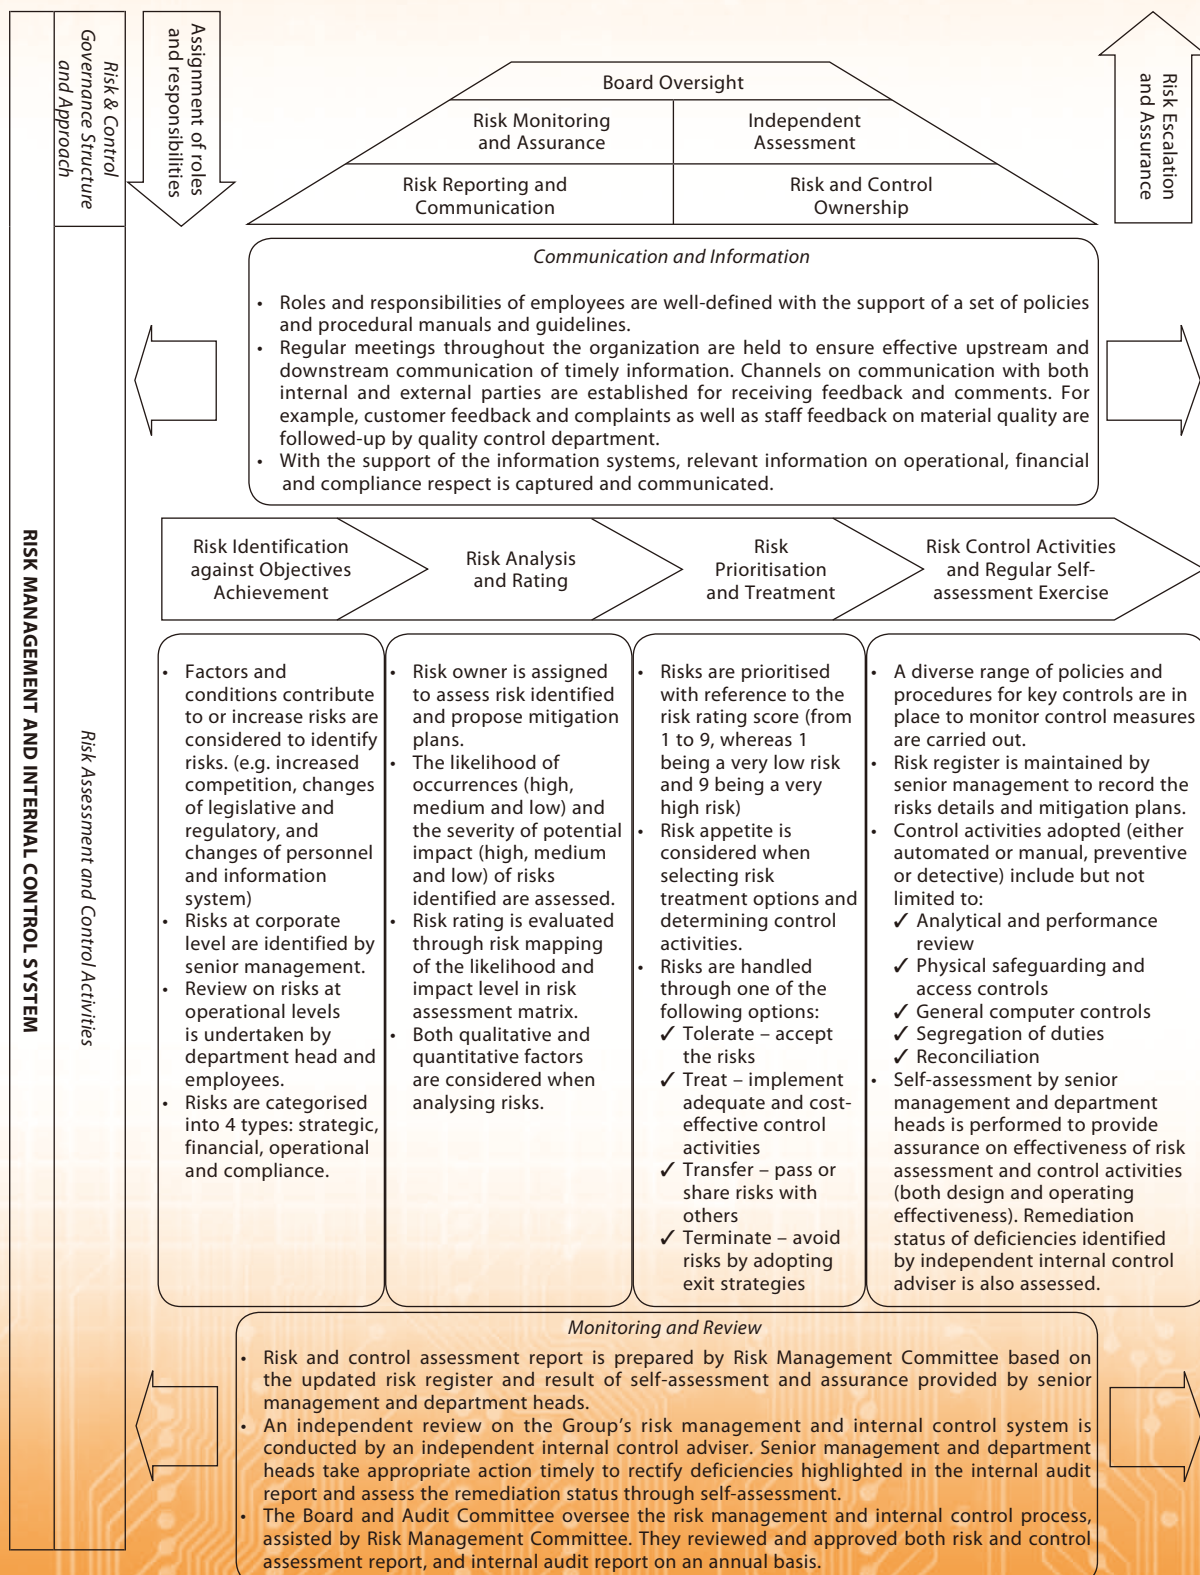 RISK MANAGEMENT AND INTERNAL CONTROL SYSTEM
Risk & Control
Governance Structure
and Approach
Risk Assessment and Control Activities
Assignment of roles
and responsibilities
Board Oversight
Risk Monitoring
and Assurance
Independent
Assessment
Risk Reporting and
Communication
Risk and Control
Ownership
Risk Escalation
and Assurance
Communication and Information
• Roles and responsibilities of employees are well-defined with the support of a set of policies
and procedural manuals and guidelines.
• Regular meetings throughout the organization are held to ensure effective upstream and
downstream communication of timely information. Channels on communication with both
internal and external parties are established for receiving feedback and comments. For
example, customer feedback and complaints as well as staff feedback on material quality are
followed-up by quality control department.
• With the support of the information systems, relevant information on operational, financial
and compliance respect is captured and communicated.
Risk Identification
against Objectives
Achievement
Risk Analysis
and Rating
Risk
Prioritisation
and Treatment
Risk Control Activities
and Regular Self-
assessment Exercise
• Factors and
conditions contribute
to or increase risks are
considered to identify
risks. (e.g. increased
competition, changes
of legislative and
regulatory, and
changes of personnel
and information
system)
• Risks at corporate
level are identified by
senior management.
• Review on risks at
operational levels
is undertaken by
department head and
employees.
• Risks are categorised
into 4 types: strategic,
financial, operational
and compliance.
• Risk owner is assigned
to assess risk identified
and propose mitigation
plans.
• The likelihood of
occurrences (high,
medium and low) and
the severity of potential
impact (high, medium
and low) of risks
identified are assessed.
• Risk rating is evaluated
through risk mapping
of the likelihood and
impact level in risk
assessment matrix.
• Both qualitative and
quantitative factors
are considered when
analysing risks.
• Risks are prioritised
with reference to the
risk rating score (from
1 to 9, whereas 1
being a very low risk
and 9 being a very
high risk)
• Risk appetite is
considered when
selecting risk
treatment options and
determining control
activities.
• Risks are handled
through one of the
following options:
✓ Tolerate – accept
the risks
✓ Treat – implement
adequate and cost-
effective control
activities
✓ Transfer – pass or
share risks with
others
✓ Terminate – avoid
risks by adopting
exit strategies
• A diverse range of policies and
procedures for key controls are in
place to monitor control measures
are carried out.
• Risk register is maintained by
senior management to record the
risks details and mitigation plans.
• Control activities adopted (either
automated or manual, preventive
or detective) include but not
limited to:
✓ Analytical and performance
review
✓ Physical safeguarding and
access controls
✓ General computer controls
✓ Segregation of duties
✓ Reconciliation
• Self-assessment by senior
management and department
heads is performed to provide
assurance on effectiveness of risk
assessment and control activities
(both design and operating
effectiveness). Remediation
status of deficiencies identified
by independent internal control
adviser is also assessed.
Monitoring and Review
• Risk and control assessment report is prepared by Risk Management Committee based on
the updated risk register and result of self-assessment and assurance provided by senior
management and department heads.
• An independent review on the Group's risk management and internal control system is
conducted by an independent internal control adviser. Senior management and department
heads take appropriate action timely to rectify deficiencies highlighted in the internal audit
report and assess the remediation status through self-assessment.
• The Board and Audit Committee oversee the risk management and internal control process,
assisted by Risk Management Committee. They reviewed and approved both risk and control
assessment report, and internal audit report on an annual basis.